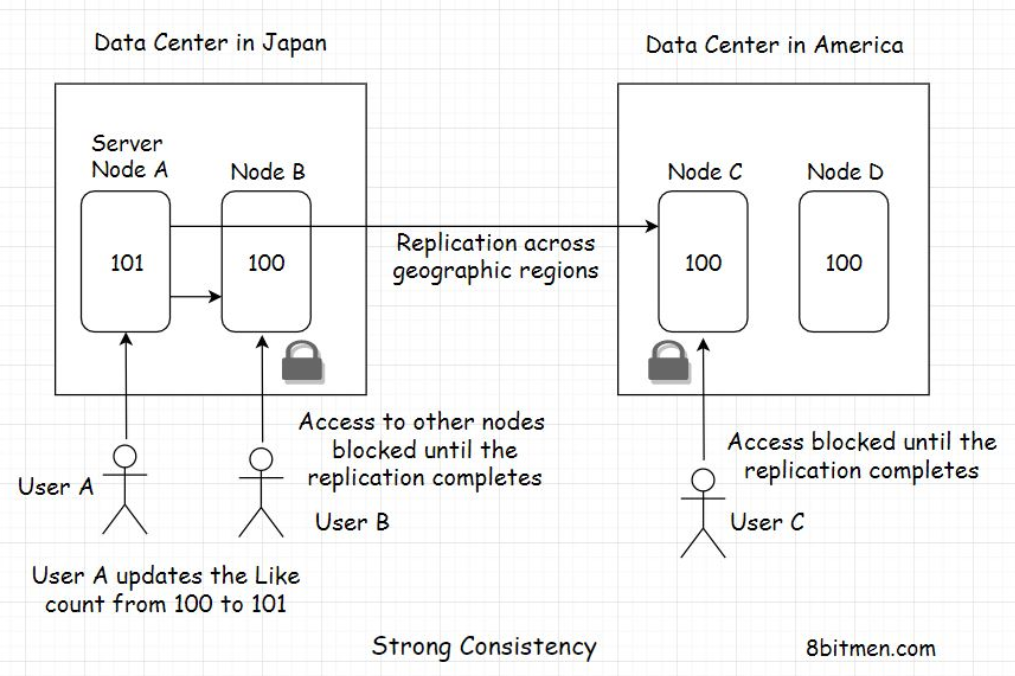 Data Center in Japan
Data Center in America
Server
Node A
Node B
Node C
Node D
101
100
100
100
Replication across
geographic regions
Access to other nodes
blocked until the
replication completes
Access blocked until the
replication completes
User A
User B
User C
User A updates the Like
count from 100 to 101
Strong Consistency
8bitmen.com